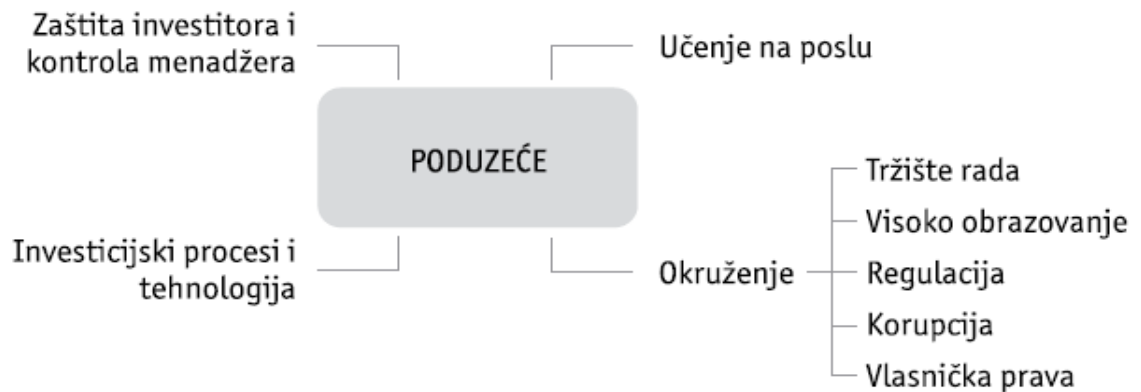 Zaštita investitora i
kontrola menadžera
Učenje na poslu
PODUZEĆE
Investicijski procesi i
tehnologija
Okruženje
Tržište rada
Visoko obrazovanje
Regulacija
Korupcija
Vlasnička prava